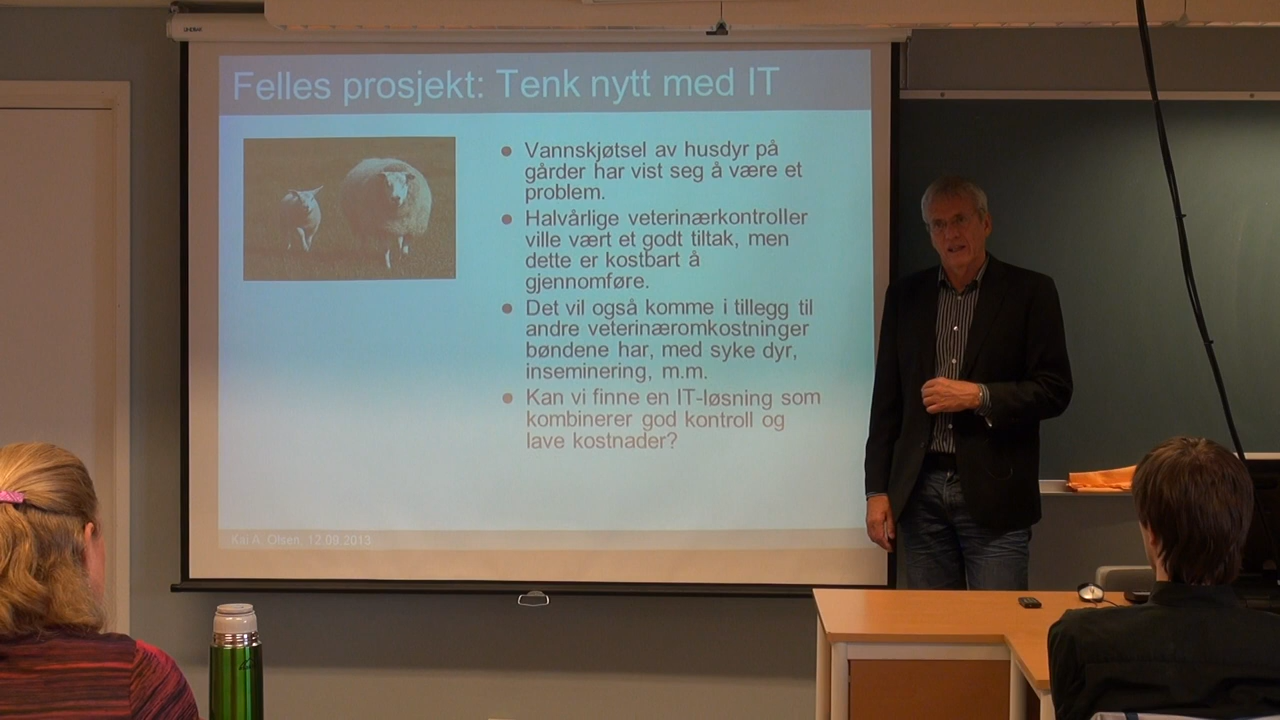 Felles prosjekt: Tenk nytt med IT
Vannskjøtsel av husdyr på
gårder har vist seg å være et
problem.
Halvårlige veterinærkontroller
ville vært et godt tiltak, men
dette er kostbart å
gjennomføre.
Det vil også komme i tillegg til
andre veterinæromkostninger
bøndene har, med syke dyr,
inseminering, m.m.
Kan vi finne en IT-løsning som
kombinerer god kontroll og
lave kostnader?
Kai A. Olsen, 12.09.2013